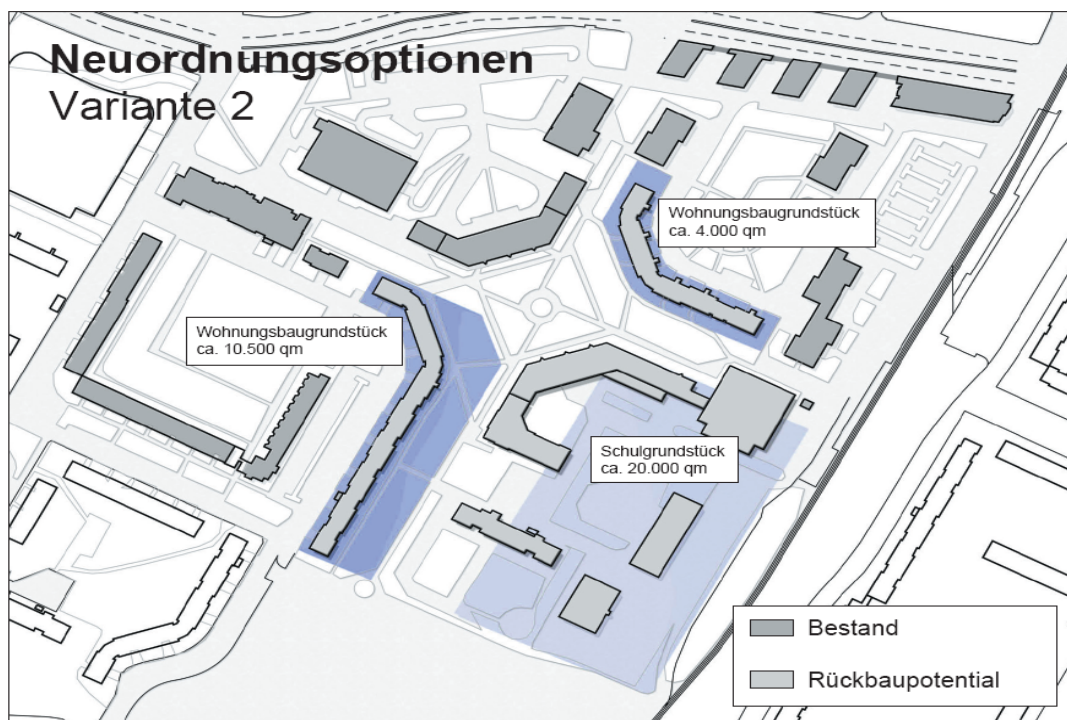 Neuordnungsoptionen
Variante 2
Wohnungsbaugrundstück
ca. 4.000 qm
Wohnungsbaugrundstück
ca. 10.500 qm
Schulgrundstück
ca. 20.000 qm
Bestand
Rückbaupotential